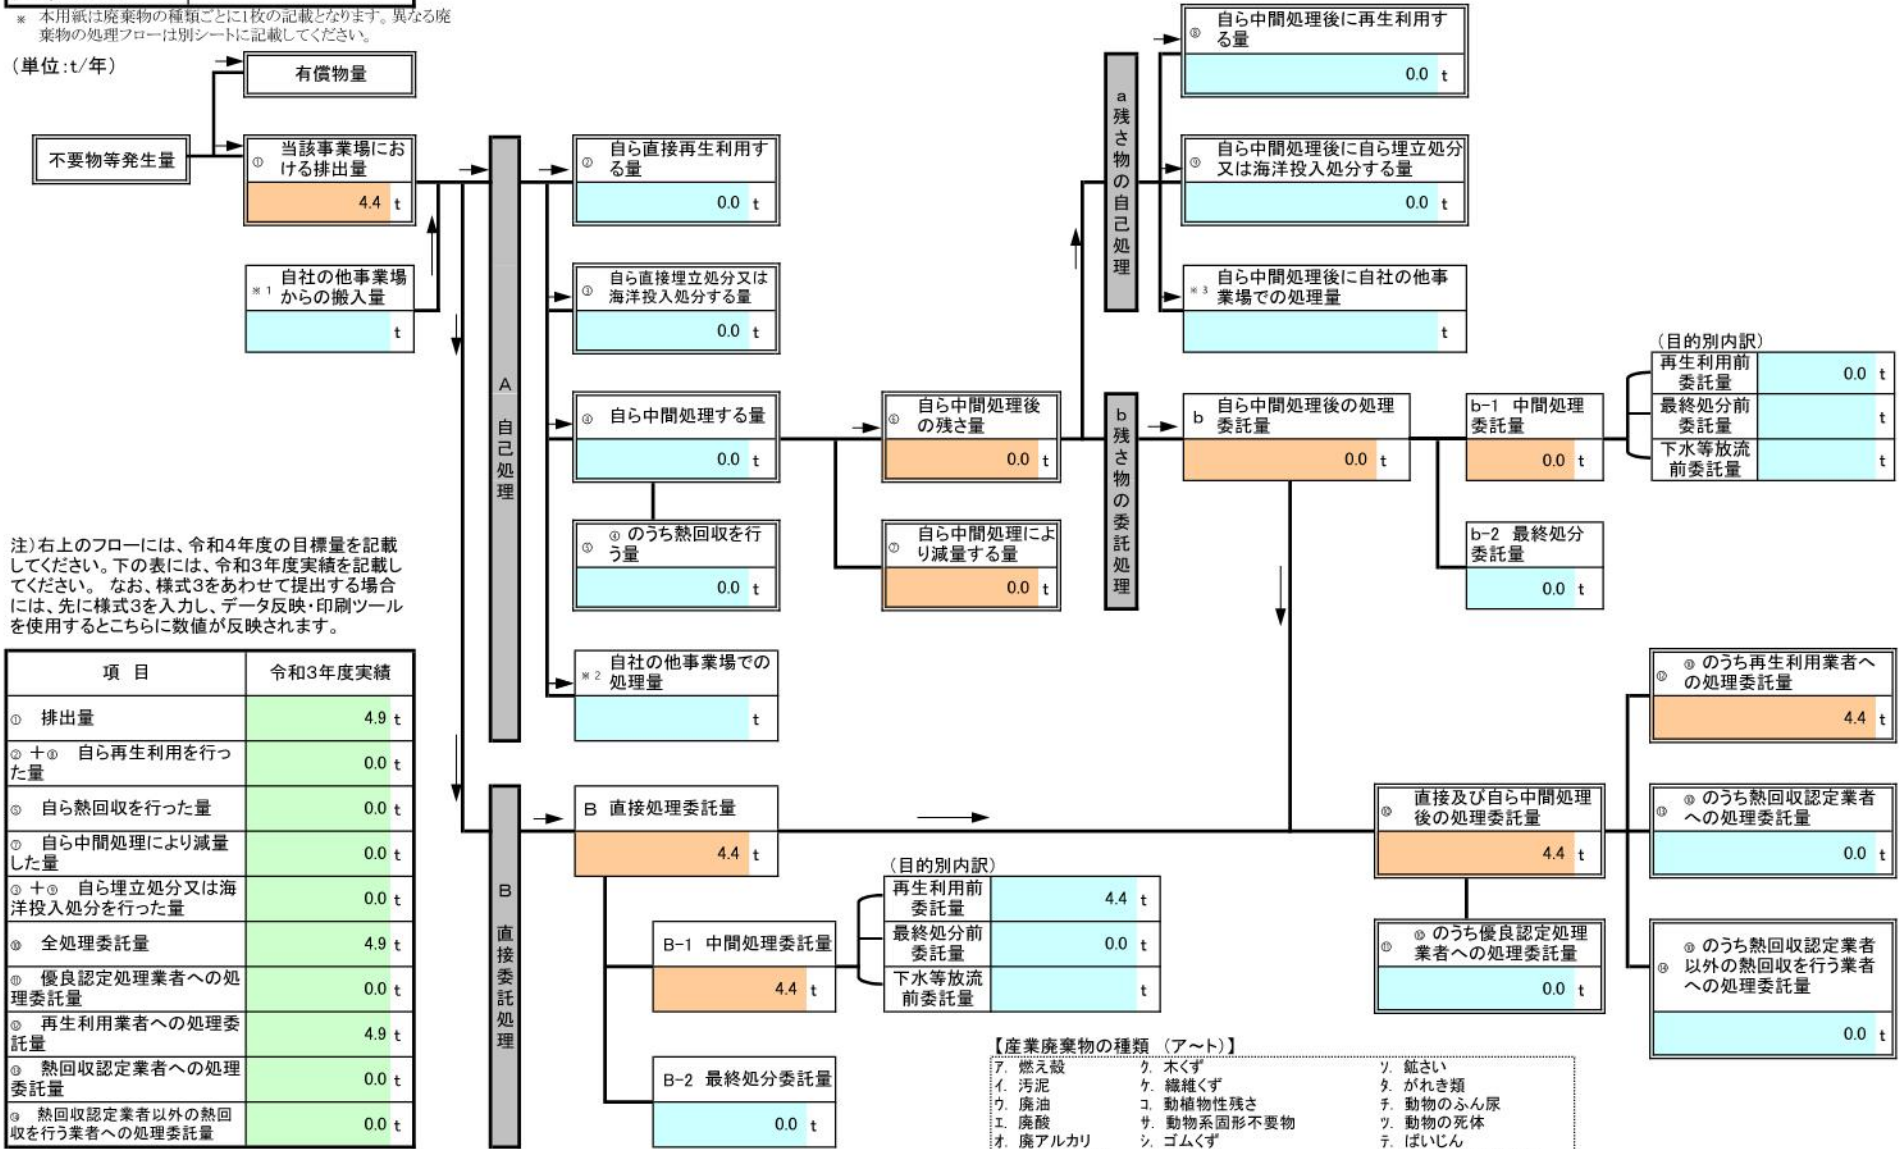 ※ 本用紙は廃棄物の種類ごとに1枚の記載となります。異なる廃
棄物の処理フローは別シートに記載してください。
(単位:t/年)
有償物量
不要物等発生量
① 当該事業場にお
ける排出量
4.4 t
※1 自社の他事業場
からの搬入量
t
A 自己処理
② 自ら直接再生利用す
る量
0.0 t
③ 自ら直接埋立処分又は
海洋投入処分する量
0.0 t
④ 自ら中間処理する量
0.0 t
⑤ ④ のうち熱回収を行
う量
0.0 t
※2 自社の他事業場での
処理量
t
⑥ 自ら中間処理後
の残さ量
0.0 t
⑦ 自ら中間処理によ
り減量する量
0.0 t
a 残さ物の自己処理
⑧ 自ら中間処理後に再生利用す
る量
0.0 t
⑨ 自ら中間処理後に自ら埋立処分
又は海洋投入処分する量
0.0 t
※3 自ら中間処理後に自社の他事
業場での処理量
t
b 残さ物の委託処理
b 自ら中間処理後の処理
委託量
0.0 t
b-1 中間処理
委託量
0.0 t
b-2 最終処分
委託量
0.0 t
(目的別内訳)
再生利用前
委託量
0.0 t
最終処分前
委託量
t
下水等放流
前委託量
t
注)右上のフローには、令和4年度の目標量を記載
してください。下の表には、令和3年度実績を記載し
てください。 なお、様式3をあわせて提出する場合
には、先に様式3を入力し、データ反映・印刷ツール
を使用するとこちらに数値が反映されます。
項 目 令和3年度実績
① 排出量 4.9 t
② +⑧ 自ら再生利用を行っ
た量 0.0 t
⑤ 自ら熱回収を行った量 0.0 t
⑦ 自ら中間処理により減量
した量 0.0 t
③ +⑨ 自ら埋立処分又は海
洋投入処分を行った量 0.0 t
⑩ 全処理委託量 4.9 t
⑪ 優良認定処理業者への処
理委託量 0.0 t
⑫ 再生利用業者への処理委
託量 4.9 t
⑬ 熱回収認定業者への処理
委託量 0.0 t
⑭ 熱回収認定業者以外の熱回
収を行う業者への処理委託量 0.0 t
B 直接委託処理
B 直接処理委託量
4.4 t
B-1 中間処理委託量
4.4 t
B-2 最終処分委託量
0.0 t
(目的別内訳)
再生利用前
委託量
4.4 t
最終処分前
委託量
0.0 t
下水等放流
前委託量
t
⑩ 直接及び自ら中間処理
後の処理委託量
4.4 t
⑪ ⑩ のうち優良認定処理
業者への処理委託量
0.0 t
⑫ ⑩ のうち再生利用業者へ
の処理委託量
4.4 t
⑬ ⑩ のうち熱回収認定業者
への処理委託量
0.0 t
⑭ ⑩ のうち熱回収認定業者
以外の熱回収を行う業者
への処理委託量
0.0 t
【産業廃棄物の種類 (ア~ト)】
ア. 燃え殻 ク. 木くず ソ. 鉱さい
イ. 汚泥 ケ. 繊維くず タ. がれき類
ウ. 廃油 コ. 動植物性残さ チ. 動物のふん尿
エ. 廃酸 サ. 動物系固形不要物 ツ. 動物の死体
オ. 廃アルカリ シ. ゴムくず テ. ばいじん